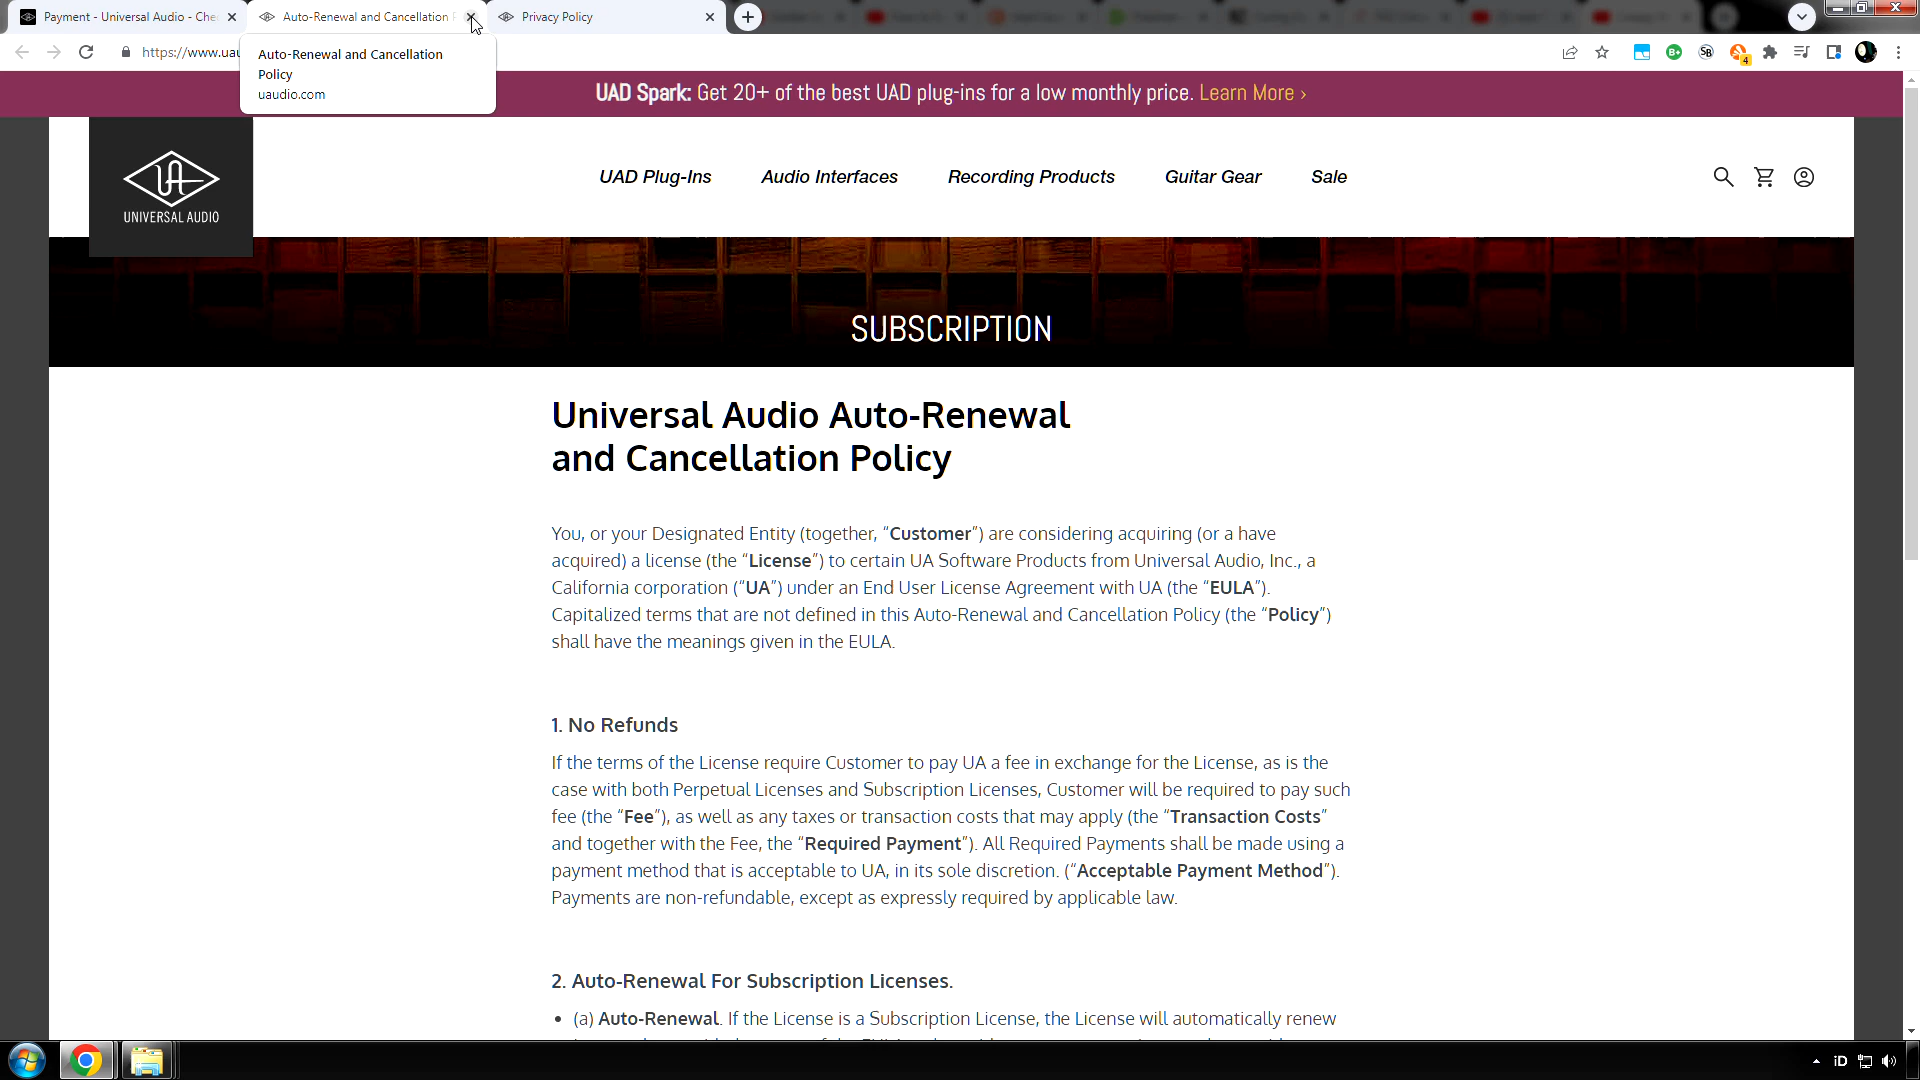 Payment - Universal Audio - Che
Auto-Renewal and Cancellation P
Privacy Policy
https://www.uau
Auto-Renewal and Cancellation
Policy
uaudio.com
4
UAD Spark: Get 20+ of the best UAD plug-ins for a low monthly price. Learn More ›
UA
UNIVERSAL AUDIO
UAD Plug-Ins
Audio Interfaces
Recording Products
Guitar Gear
Sale
SUBSCRIPTION
Universal Audio Auto-Renewal
and Cancellation Policy
You, or your Designated Entity (together, “Customer”) are considering acquiring (or a have
acquired) a license (the “License”) to certain UA Software Products from Universal Audio, Inc., a
California corporation (“UA”) under an End User License Agreement with UA (the “EULA”).
Capitalized terms that are not defined in this Auto-Renewal and Cancellation Policy (the “Policy”)
shall have the meanings given in the EULA.
1. No Refunds
If the terms of the License require Customer to pay UA a fee in exchange for the License, as is the
case with both Perpetual Licenses and Subscription Licenses, Customer will be required to pay such
fee (the “Fee”), as well as any taxes or transaction costs that may apply (the “Transaction Costs”
and together with the Fee, the “Required Payment”). All Required Payments shall be made using a
payment method that is acceptable to UA, in its sole discretion. (“Acceptable Payment Method”).
Payments are non-refundable, except as expressly required by applicable law.
2. Auto-Renewal For Subscription Licenses.
• (a) Auto-Renewal. If the License is a Subscription License, the License will automatically renew
iD